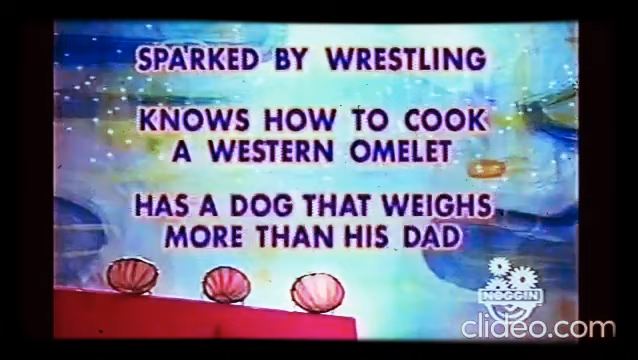 SPARKED BY WRESTLING
KNOWS HOW TO COOK
A WESTERN OMELET
HAS A DOG THAT WEIGHS
MORE THAN HIS DAD
NOGGIN
clideo.com